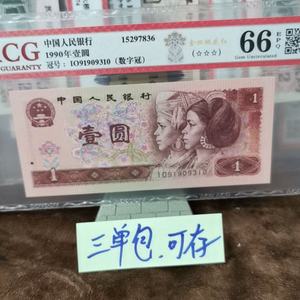 ACG
GUARANTY
中国人民银行
1990年壹圆
冠号：IO91909310（数字冠）
15297836
（☆☆☆）
66 EPQ
Gem Uncirculated
中国人民银行
1
壹圆
IO91909310
1
三单包.可存